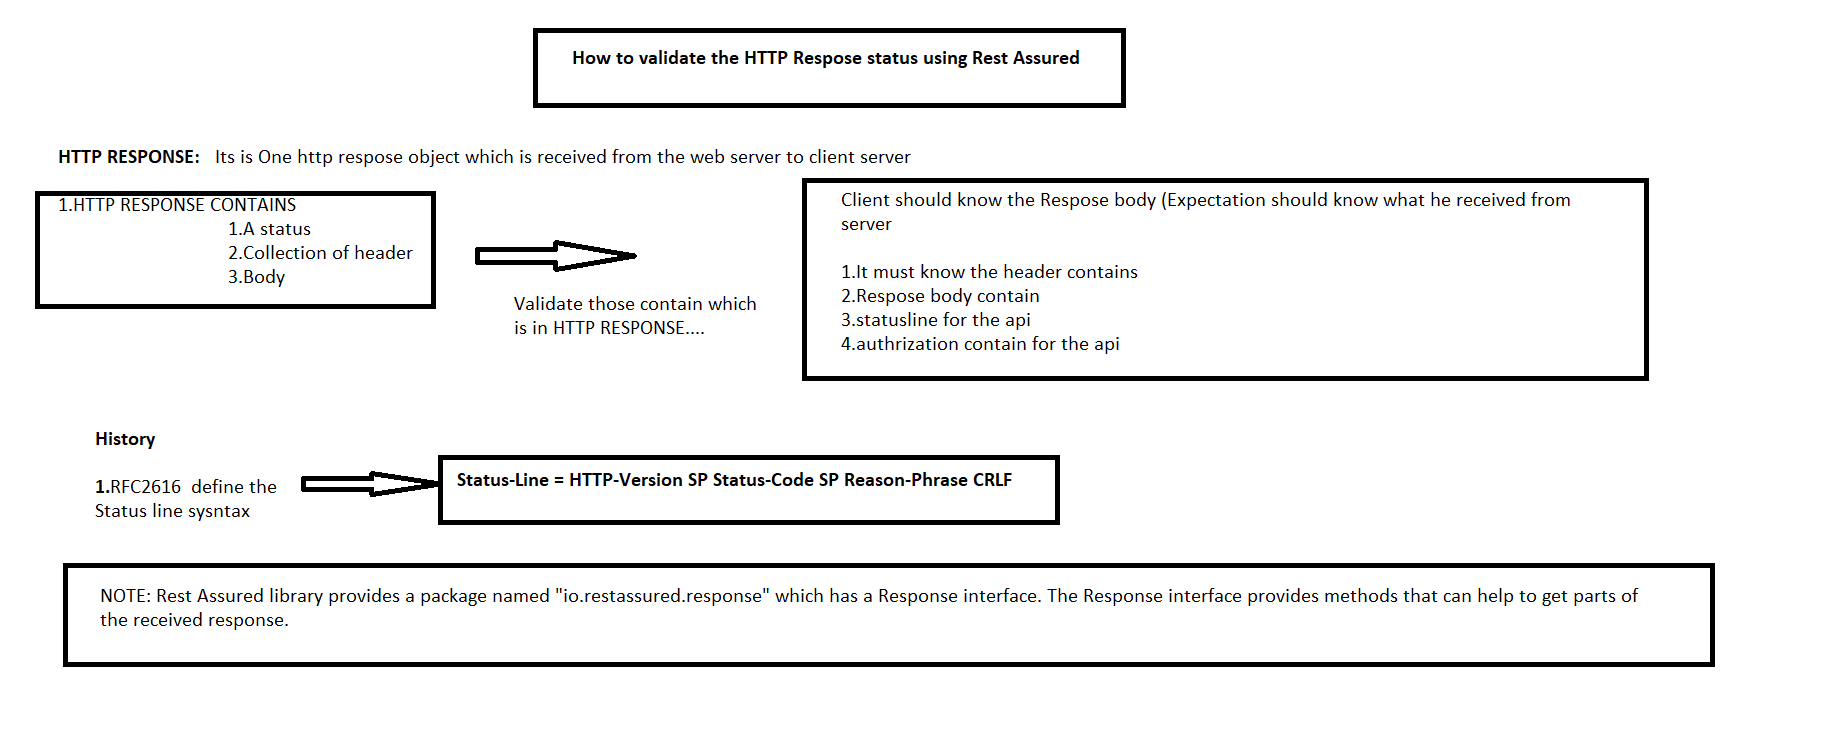 How to validate the HTTP Respose status using Rest Assured
HTTP RESPONSE: Its is One http respose object which is received from the web server to client server
1.HTTP RESPONSE CONTAINS
1.A status
2.Collection of header
3.Body
Validate those contain which
is in HTTP RESPONSE....
Client should know the Respose body (Expectation should know what he received from
server
1.It must know the header contains
2.Respose body contain
3.statusline for the api
4.authrization contain for the api
History
1.RFC2616 define the
Status line sysntax
Status-Line = HTTP-Version SP Status-Code SP Reason-Phrase CRLF
NOTE: Rest Assured library provides a package named "io.restassured.response" which has a Response interface. The Response interface provides methods that can help to get parts of
the received response.